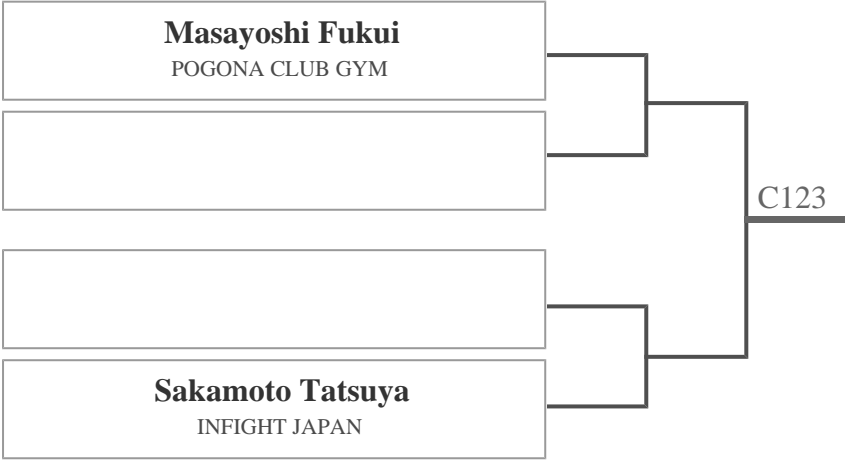 Masayoshi Fukui
POGONA CLUB GYM
C123
Sakamoto Tatsuya
INFIGHT JAPAN